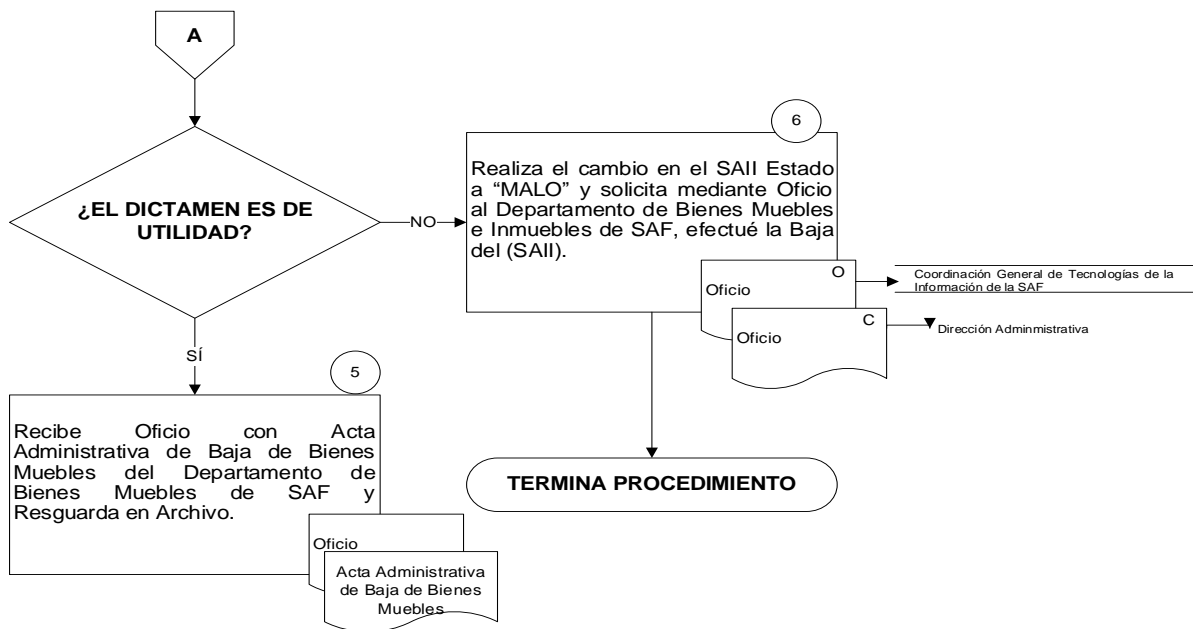 A
¿EL DICTAMEN ES DE
UTILIDAD?
NO
6
Realiza el cambio en el SAII Estado
a “MALO” y solicita mediante Oficio
al Departamento de Bienes Muebles
e Inmuebles de SAF, efectué la Baja
del (SAII).
O
Oficio
Coordinación General de Tecnologías de la
Información de la SAF
C
Oficio
Dirección Adminmistrativa
SÍ
5
Recibe Oficio con Acta
Administrativa de Baja de Bienes
Muebles del Departamento de
Bienes Muebles de SAF y
Resguarda en Archivo.
Oficio
Acta Administrativa
de Baja de Bienes
Muebles
TERMINA PROCEDIMIENTO